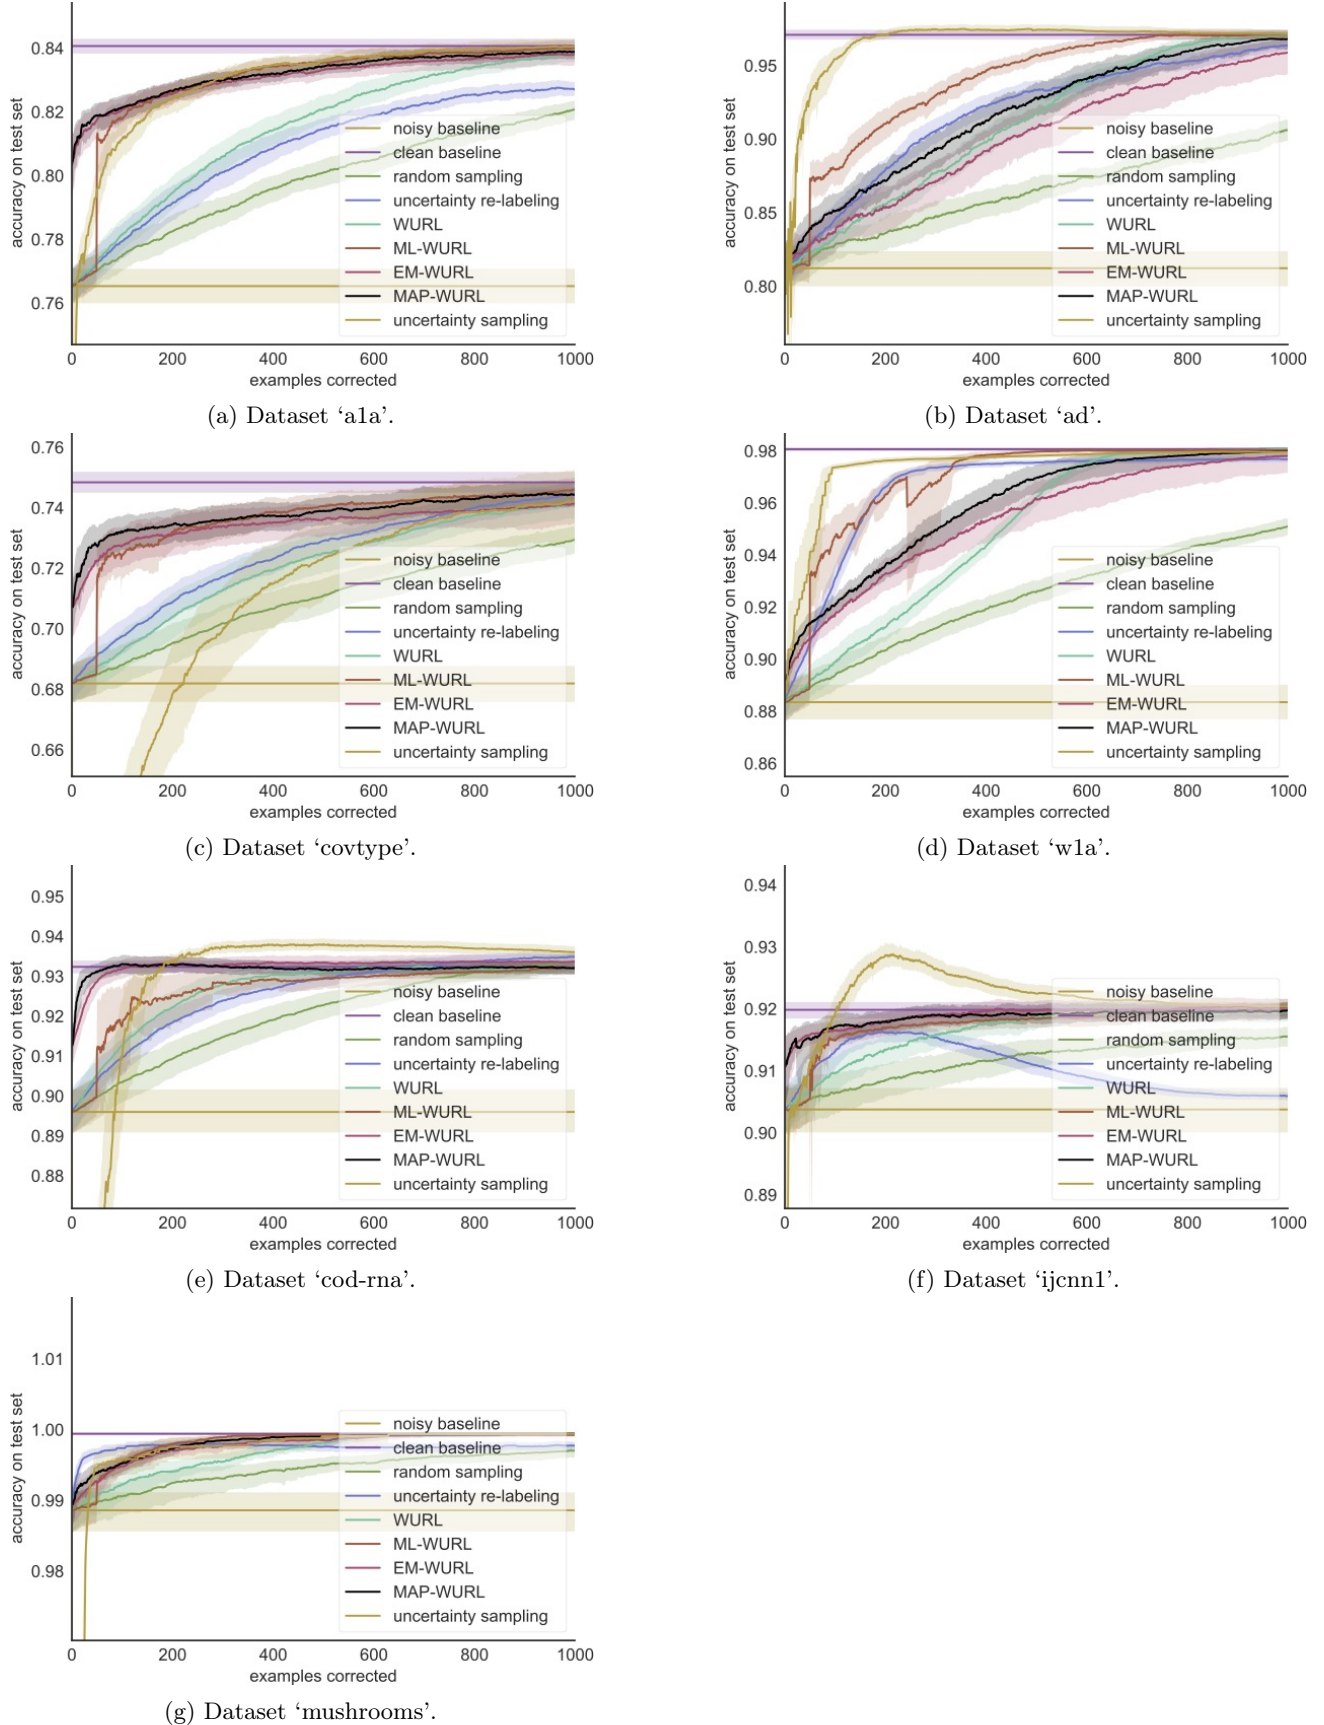 0.84
0.82
0.80
0.78
0.76
accuracy on test set
noisy baseline
clean baseline
random sampling
uncertainty re-labeling
WURL
ML-WURL
EM-WURL
MAP-WURL
uncertainty sampling
0 200 400 600 800 1000
examples corrected
(a) Dataset ‘a1a’.
0.95
0.90
0.85
0.80
accuracy on test set
noisy baseline
clean baseline
random sampling
uncertainty re-labeling
WURL
ML-WURL
EM-WURL
MAP-WURL
uncertainty sampling
0 200 400 600 800 1000
examples corrected
(b) Dataset ‘ad’.
0.76
0.74
0.72
0.70
0.68
0.66
accuracy on test set
noisy baseline
clean baseline
random sampling
uncertainty re-labeling
WURL
ML-WURL
EM-WURL
MAP-WURL
uncertainty sampling
0 200 400 600 800 1000
examples corrected
(c) Dataset ‘covtype’.
0.98
0.96
0.94
0.92
0.90
0.88
0.86
accuracy on test set
noisy baseline
clean baseline
random sampling
uncertainty re-labeling
WURL
ML-WURL
EM-WURL
MAP-WURL
uncertainty sampling
0 200 400 600 800 1000
examples corrected
(d) Dataset ‘w1a’.
0.95
0.94
0.93
0.92
0.91
0.90
0.89
0.88
accuracy on test set
noisy baseline
clean baseline
random sampling
uncertainty re-labeling
WURL
ML-WURL
EM-WURL
MAP-WURL
uncertainty sampling
0 200 400 600 800 1000
examples corrected
(e) Dataset ‘cod-rna’.
0.94
0.93
0.92
0.91
0.90
0.89
accuracy on test set
noisy baseline
clean baseline
random sampling
uncertainty re-labeling
WURL
ML-WURL
EM-WURL
MAP-WURL
uncertainty sampling
0 200 400 600 800 1000
examples corrected
(f) Dataset ‘ijcnn1’.
1.01
1.00
0.99
0.98
accuracy on test set
noisy baseline
clean baseline
random sampling
uncertainty re-labeling
WURL
ML-WURL
EM-WURL
MAP-WURL
uncertainty sampling
0 200 400 600 800 1000
examples corrected
(g) Dataset ‘mushrooms’.